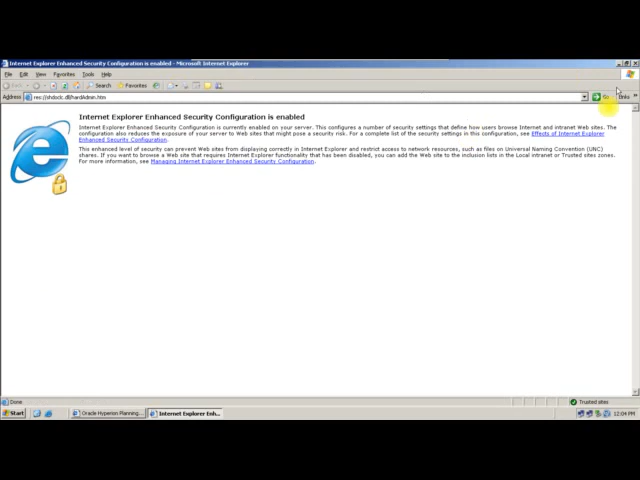 Internet Explorer Enhanced Security Configuration is enabled - Microsoft Internet Explorer
File Edit View Favorites Tools Help
Back Search Favorites
Address res://shdoclc.dll/hardAdmin.htm Go Links »
Internet Explorer Enhanced Security Configuration is enabled
Internet Explorer Enhanced Security Configuration is currently enabled on your server. This configures a number of security settings that define how users browse Internet and intranet Web sites. The
configuration also reduces the exposure of your server to Web sites that might pose a security risk. For a complete list of the security settings in this configuration, see Effects of Internet Explorer
Enhanced Security Configuration.
This enhanced level of security can prevent Web sites from displaying correctly in Internet Explorer and restrict access to network resources, such as files on Universal Naming Convention (UNC)
shares. If you want to browse a Web site that requires Internet Explorer functionality that has been disabled, you can add the Web site to the inclusion lists in the Local intranet or Trusted sites zones.
For more information, see Managing Internet Explorer Enhanced Security Configuration.
Done Trusted sites
Start Oracle Hyperion Planning... Internet Explorer Enh... 12:04 PM